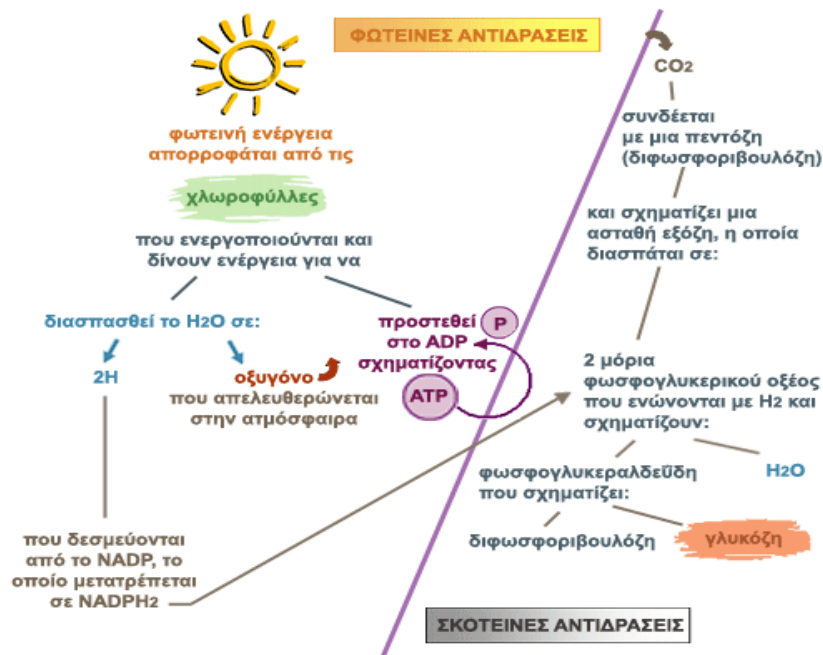 ΦΩΤΕΙΝΕΣ ΑΝΤΙΔΡΑΣΕΙΣ
φωτεινή ενέργεια
απορροφάται από τις
χλωροφύλλες
που ενεργοποιούνται και
δίνουν ενέργεια για να
διασπασθεί το H2O σε:
2H
οξυγόνο
που απελευθερώνεται
στην ατμόσφαιρα
προστεθεί P
στο ADP
σχηματίζοντας
ATP
που δεσμεύονται
από το NADP, το
οποίο μετατρέπεται
σε NADPH2
CO2
συνδέεται
με μια πεντόζη
(διφωσφοριβουλόζη)
και σχηματίζει μια
ασταθή εξόζη, η οποία
διασπάται σε:
2 μόρια
φωσφογλυκερικού οξέος
που ενώνονται με H2 και
σχηματίζουν:
H2O
φωσφογλυκεραλδεΰδη
που σχηματίζει:
διφωσφοριβουλόζη
γλυκόζη
ΣΚΟΤΕΙΝΕΣ ΑΝΤΙΔΡΑΣΕΙΣ